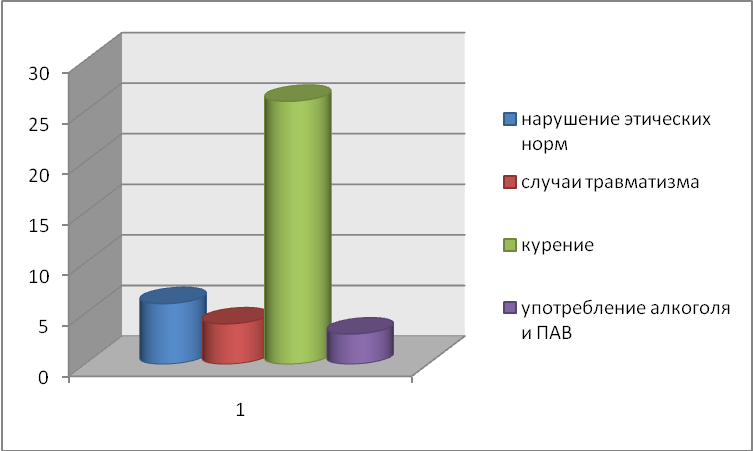 30
25
20
15
10
5
0
1
нарушение этических
норм
случаи травматизма
курение
употребление алкоголя
и ПАВ